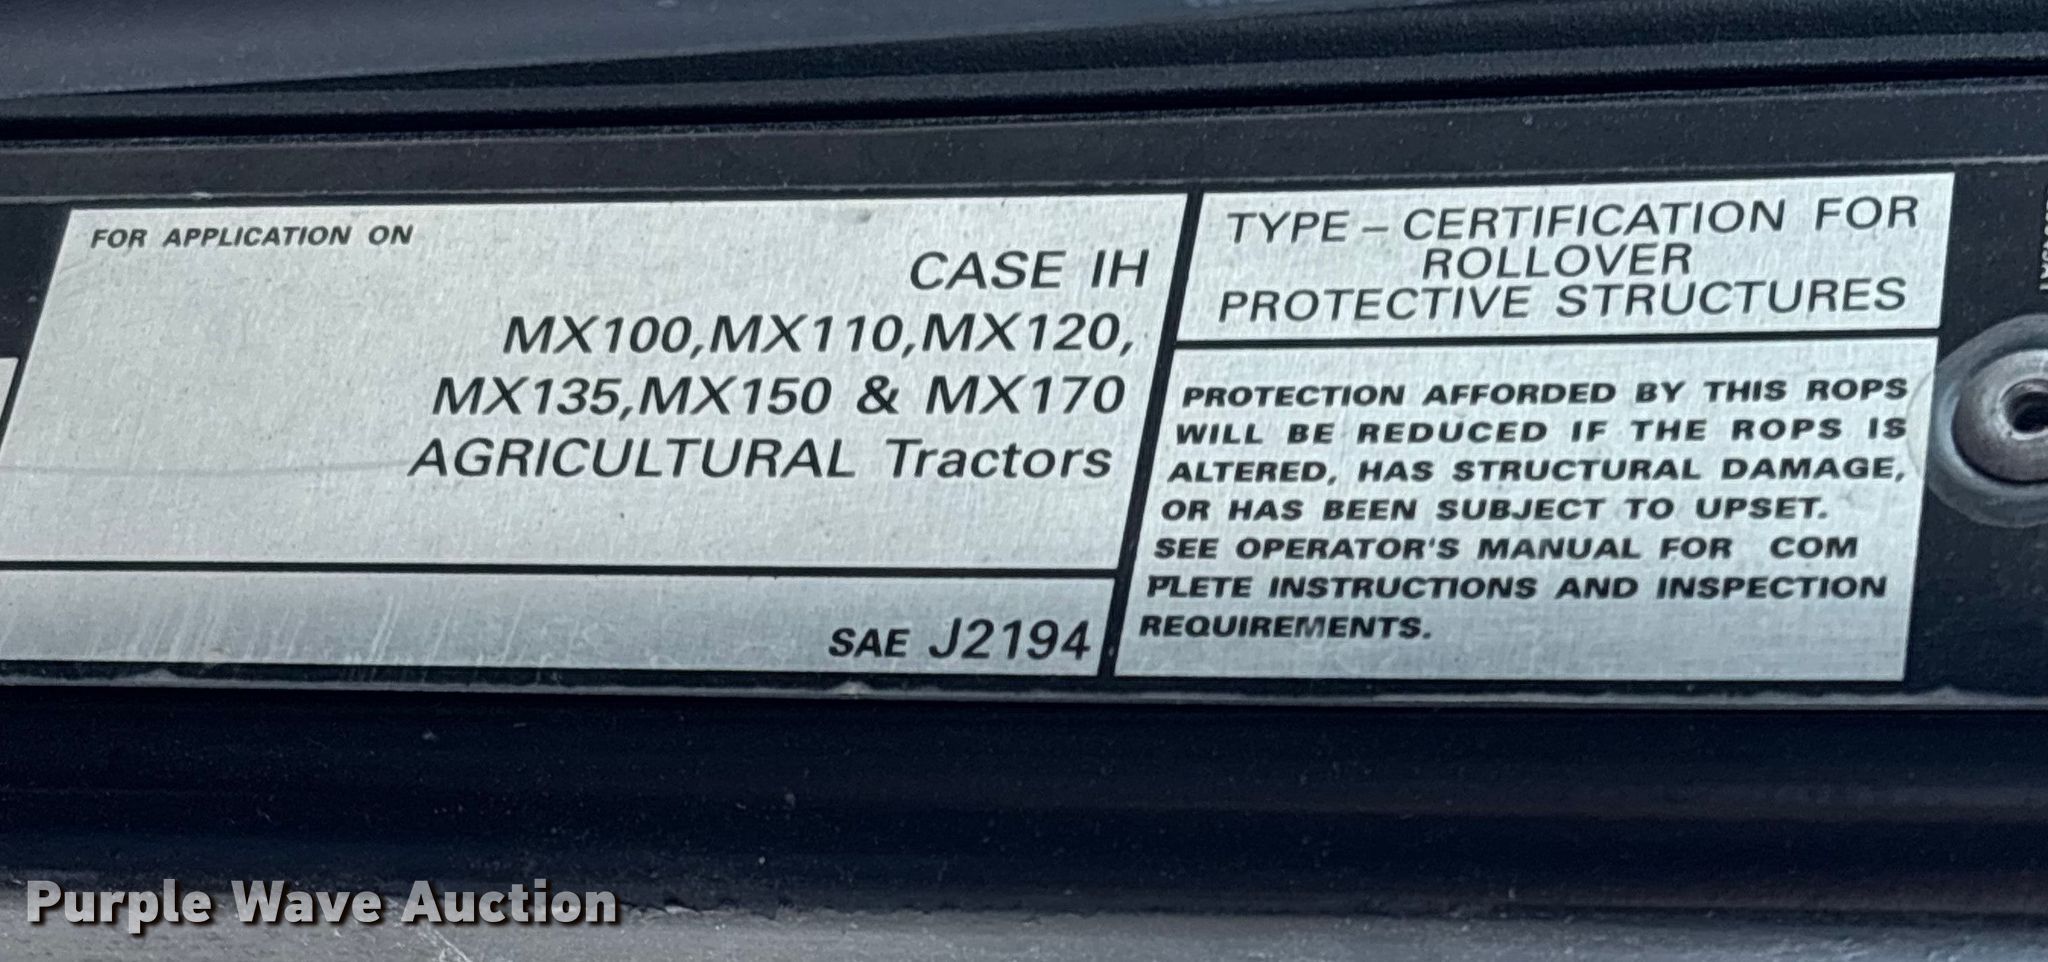 FOR APPLICATION ON
CASE IH
MX100,MX110,MX120,
MX135,MX150 & MX170
AGRICULTURAL Tractors
SAE J2194
TYPE – CERTIFICATION FOR
ROLLOVER
PROTECTIVE STRUCTURES
PROTECTION AFFORDED BY THIS ROPS
WILL BE REDUCED IF THE ROPS IS
ALTERED, HAS STRUCTURAL DAMAGE,
OR HAS BEEN SUBJECT TO UPSET.
SEE OPERATOR'S MANUAL FOR COM
PLETE INSTRUCTIONS AND INSPECTION
REQUIREMENTS.
Purple Wave Auction